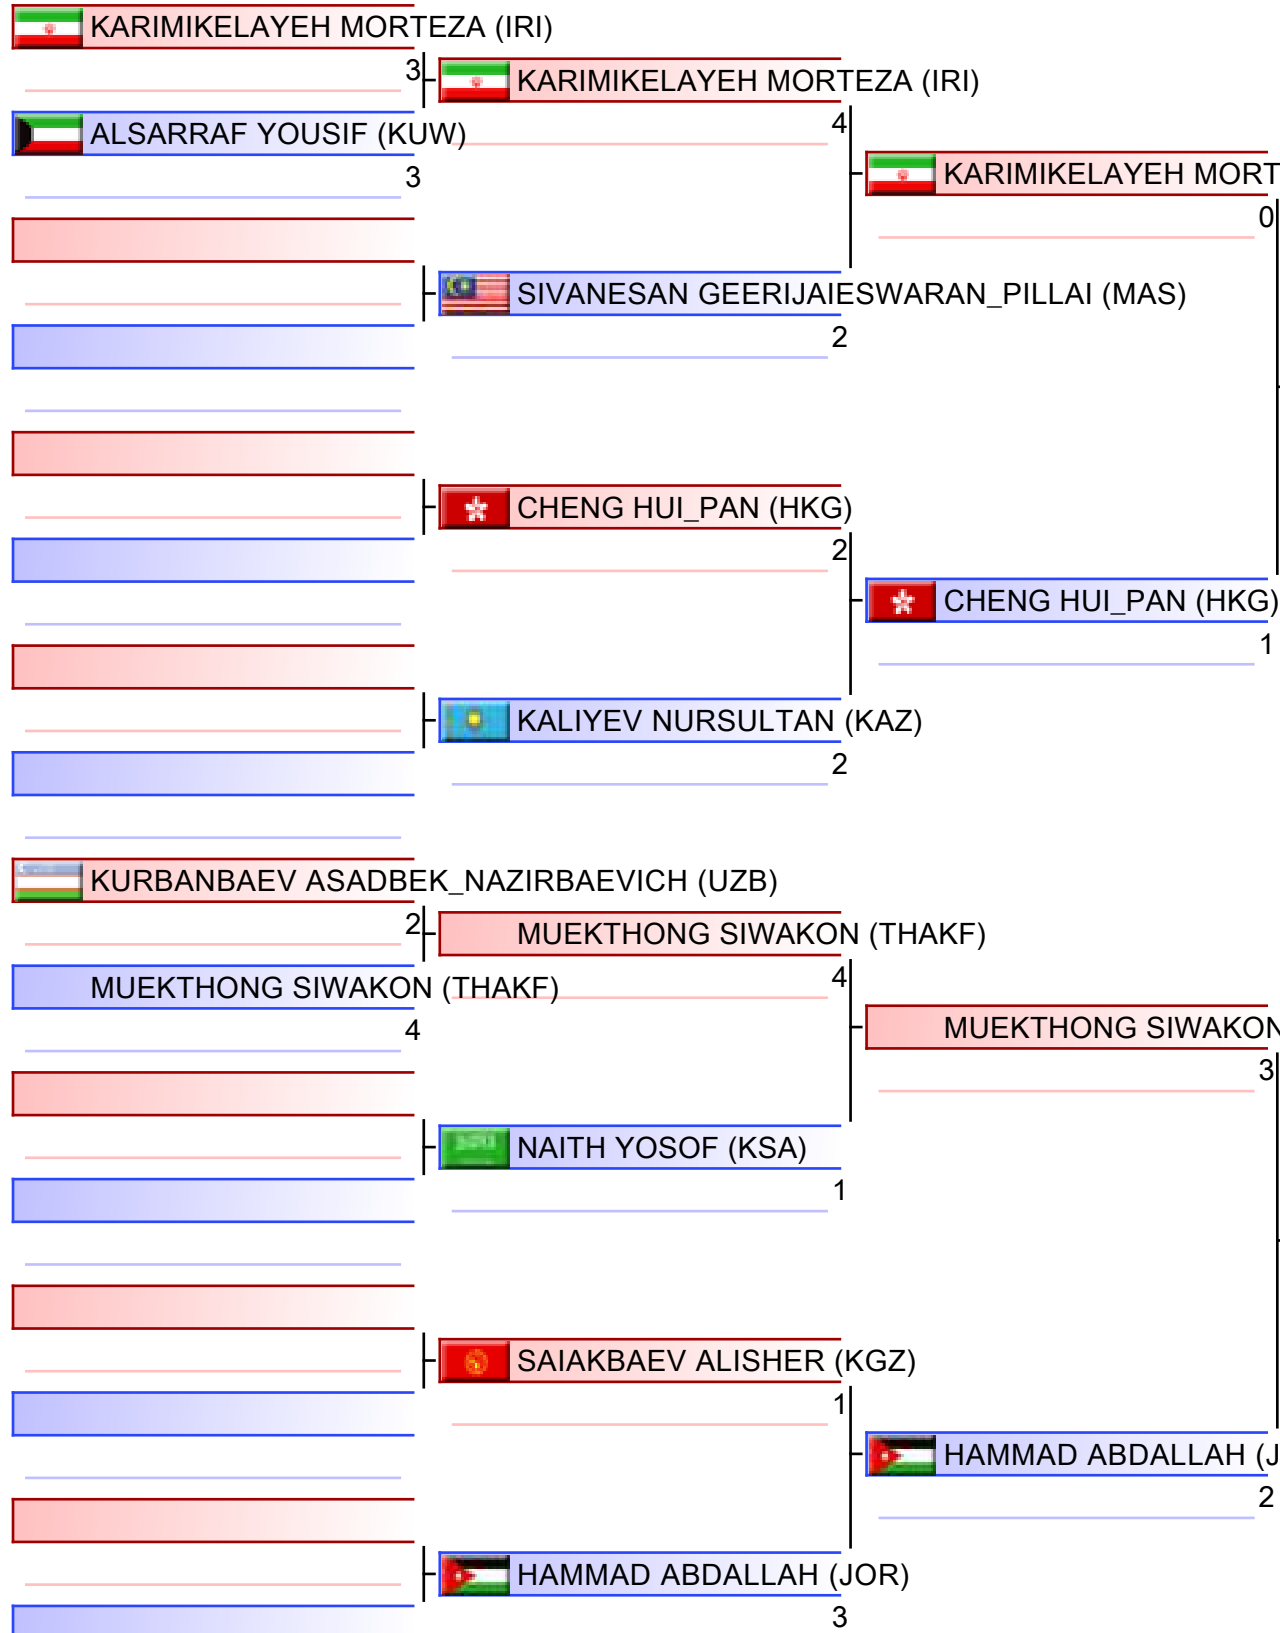 KARIMIKELAYEH MORTEZA (IRI)
3
KARIMIKELAYEH MORTEZA (IRI)
4
ALSARRAF YOUSIF (KUW)
3
KARIMIKELAYEH MORT
0
SIVANESAN GEERIJAIESWARAN_PILLAI (MAS)
2
CHENG HUI_PAN (HKG)
2
CHENG HUI_PAN (HKG)
1
KALIYEV NURSULTAN (KAZ)
2
KURBANBAEV ASADBEK_NAZIRBAEVICH (UZB)
2
MUEKTHONG SIWAKON (THAKF)
4
MUEKTHONG SIWAKON (THAKF)
4
MUEKTHONG SIWAKON
3
NAITH YOSOF (KSA)
1
SAIAKBAEV ALISHER (KGZ)
1
HAMMAD ABDALLAH (J
2
HAMMAD ABDALLAH (JOR)
3